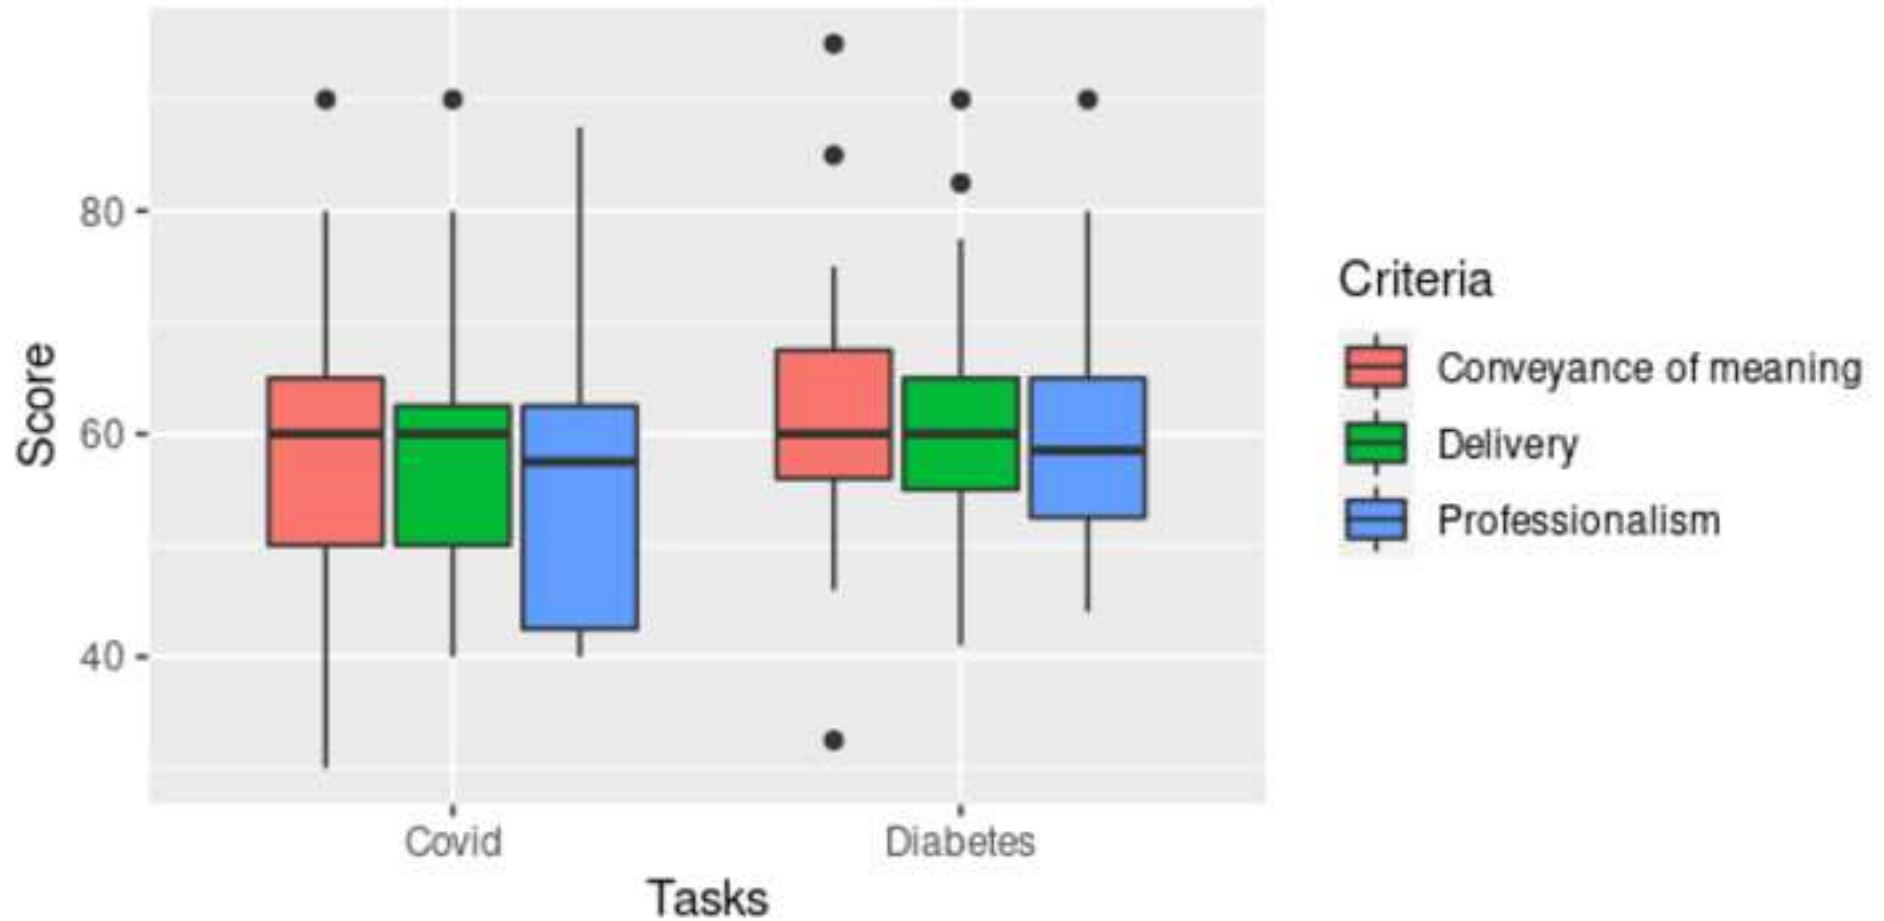 80
60
40
Score
Covid
Diabetes
Tasks
Criteria
Conveyance of meaning
Delivery
Professionalism